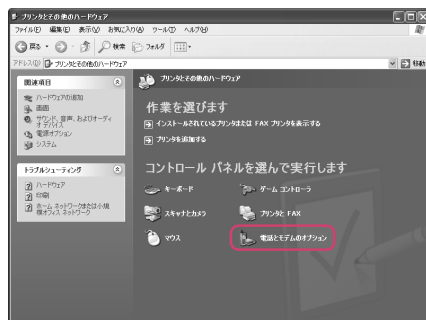 プリンタとその他のハードウェア
ファイル(F) 編集(E) 表示(V) お気に入り(A) ツール(T) ヘルプ(H)
戻る 検索 フォルダ
アドレス(D) プリンタとその他のハードウェア 移動
関連項目
ハードウェアの追加
画面
サウンド、音声、およびオーディオ デバイス
電源オプション
システム
トラブルシューティング
ハードウェア
印刷
ホーム ネットワークまたは小規模オフィス ネットワーク
プリンタとその他のハードウェア
作業を選びます
インストールされているプリンタまたは FAX プリンタを表示する
プリンタを追加する
コントロール パネルを選んで実行します
キーボード ゲーム コントローラ
スキャナとカメラ プリンタと FAX
マウス 電話とモデムのオプション